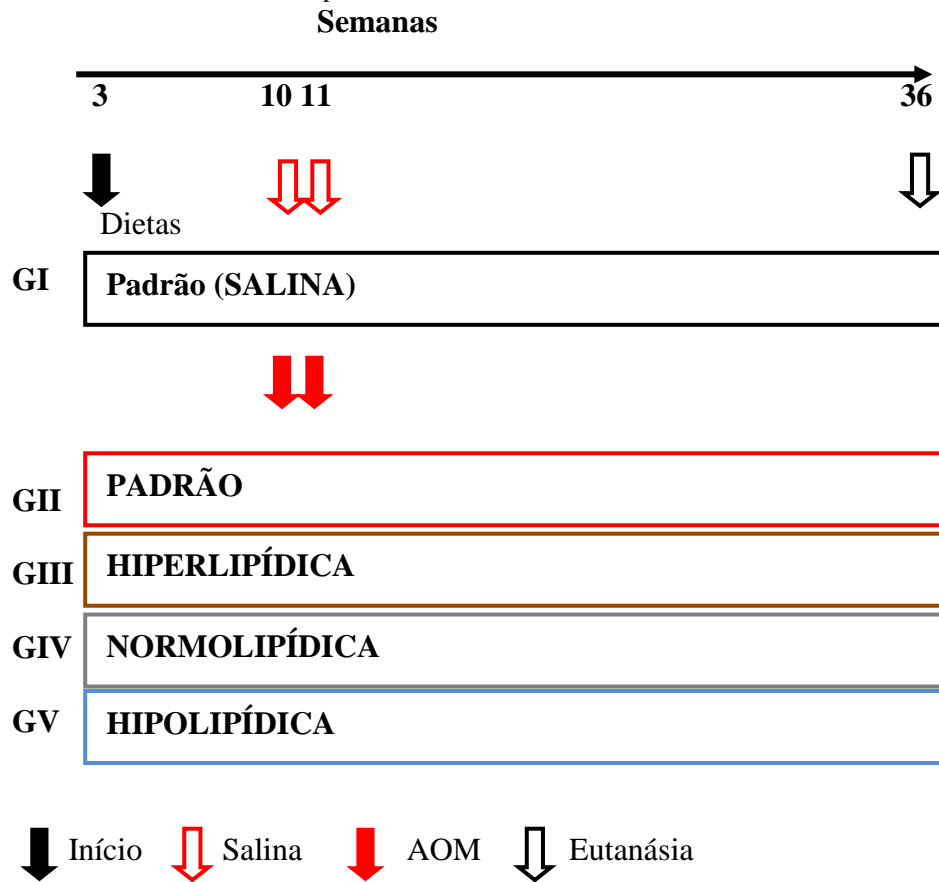 Semanas
3 10 11 36
Dietas
GI Padrão (SALINA)
GII PADRÃO
GIII HIPERLIPÍDICA
GIV NORMOLIPÍDICA
GV HIPOLIPÍDICA
Início Salina AOM Eutanásia